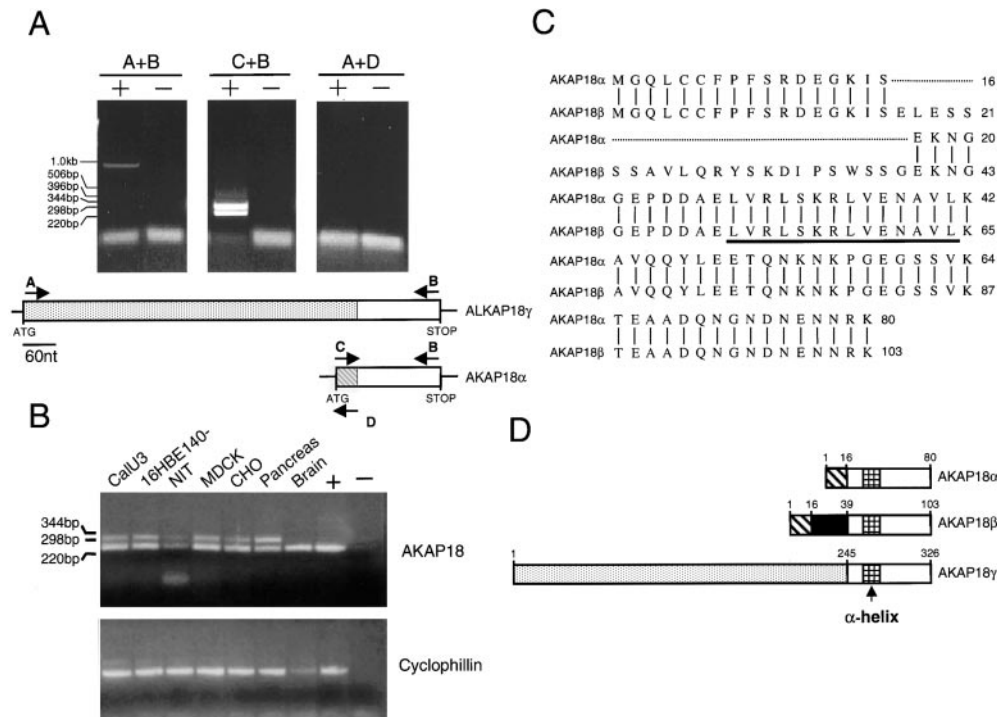 A
A+B
C+B
A+D
+ − + − + −
1.0kb
506bp
396bp
344bp
298bp
220bp
A
B
ALKAP18γ
ATG
STOP
60nt
C
B
AKAP18α
ATG
STOP
D
B
CalU3
16HBE140-
NIT
MDCK
CHO
Pancreas
Brain
+
−
344bp
298bp
220bp
AKAP18
Cyclophillin
C
AKAP18α M G Q L C C F P F S R D E G K I S 16
AKAP18β M G Q L C C F P F S R D E G K I S E L E S S 21
AKAP18α E K N G 20
AKAP18β S S A V L Q R Y S K D I P S W S S G E K N G 43
AKAP18α G E P D D A E L V R L S K R L V E N A V L K 42
AKAP18β G E P D D A E L V R L S K R L V E N A V L K 65
AKAP18α A V Q Q Y L E E T Q N K N K P G E G S S V K 64
AKAP18β A V Q Q Y L E E T Q N K N K P G E G S S V K 87
AKAP18α T E A A D Q N G N D N E N N R K 80
AKAP18β T E A A D Q N G N D N E N N R K 103
D
1 16 80
AKAP18α
1 16 39 103
AKAP18β
1 245 326
AKAP18γ
α-helix